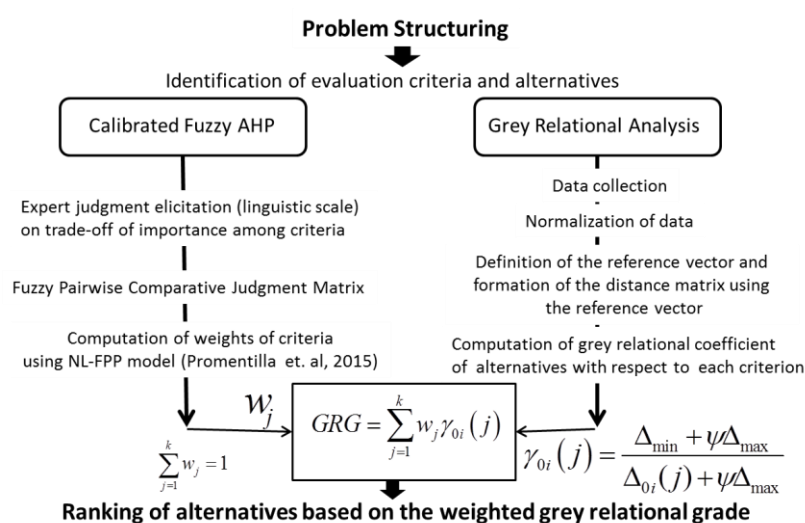 Problem Structuring
Identification of evaluation criteria and alternatives
Calibrated Fuzzy AHP
Expert judgment elicitation (linguistic scale)
on trade-off of importance among criteria
Fuzzy Pairwise Comparative Judgment Matrix
Computation of weights of criteria
using NL-FPP model (Promentilla et. al, 2015)
Grey Relational Analysis
Data collection
Normalization of data
Definition of the reference vector and
formation of the distance matrix using
the reference vector
Computation of grey relational coefficient
of alternatives with respect to each criterion
w_j
\sum_{j=1}^{k} w_j = 1
GRG = \sum_{j=1}^{k} w_j \gamma_{0i}(j)
\gamma_{0i}(j) = \frac{\Delta_{min} + \psi\Delta_{max}}{\Delta_{0i}(j) + \psi\Delta_{max}}
Ranking of alternatives based on the weighted grey relational grade